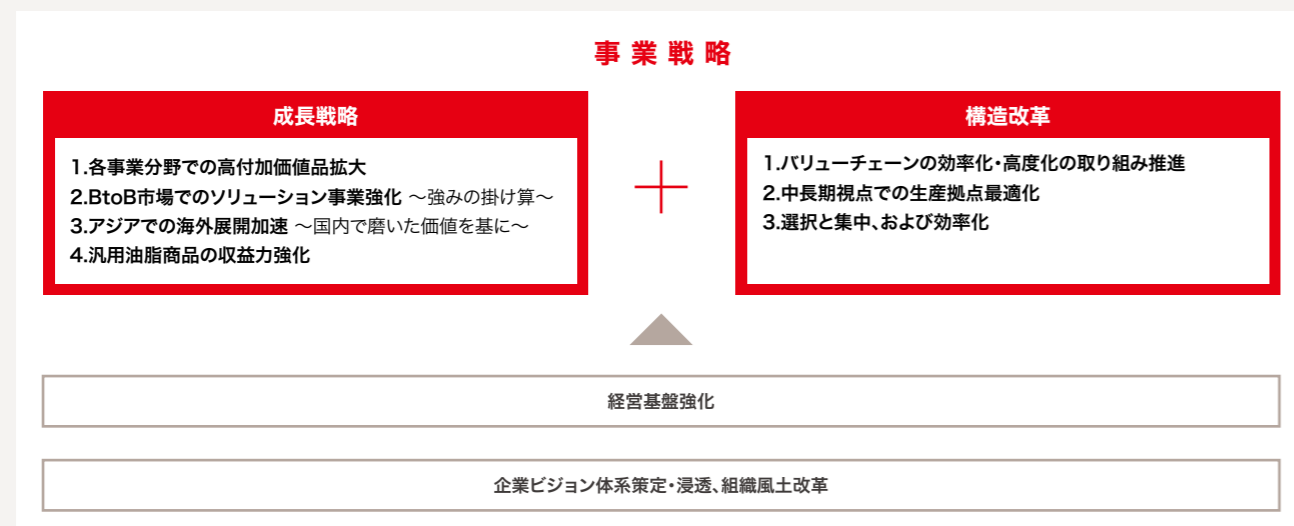 事業戦略
成長戦略
1.各事業分野での高付加価値品拡大
2.BtoB市場でのソリューション事業強化 ～強みの掛け算～
3.アジアでの海外展開加速 ～国内で磨いた価値を基に～
4.汎用油脂商品の収益力強化
構造改革
1.バリューチェーンの効率化・高度化の取り組み推進
2.中長期視点での生産拠点最適化
3.選択と集中、および効率化
経営基盤強化
企業ビジョン体系策定・浸透、組織風土改革